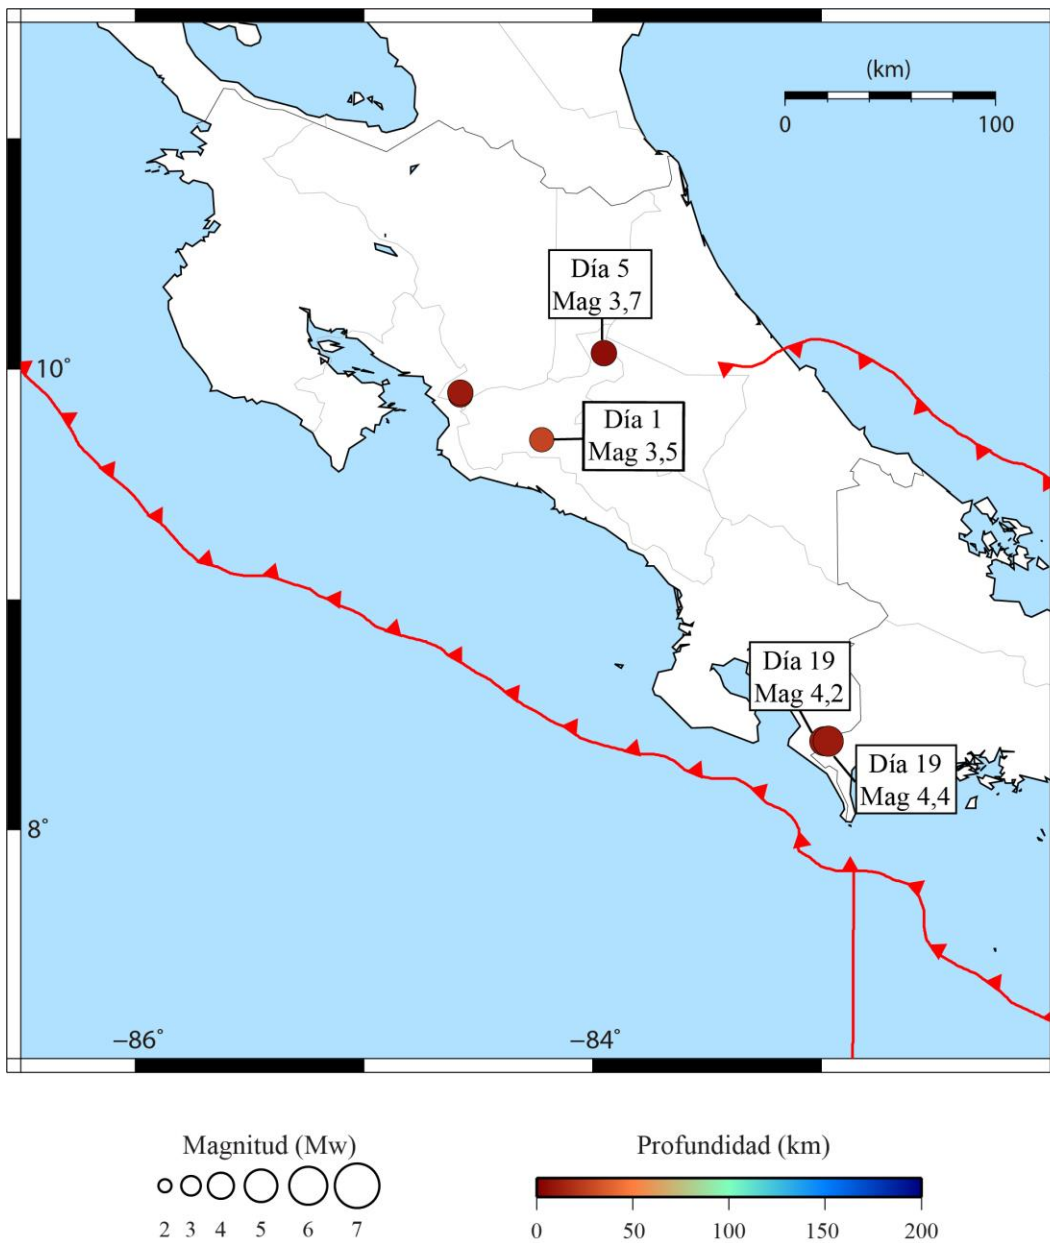 (km)
0
100
Día 5
Mag 3,7
10°
Día 1
Mag 3,5
Día 19
Mag 4,2
Día 19
Mag 4,4
8°
−86°
−84°
Magnitud (Mw)
2 3 4 5 6 7
Profundidad (km)
0 50 100 150 200